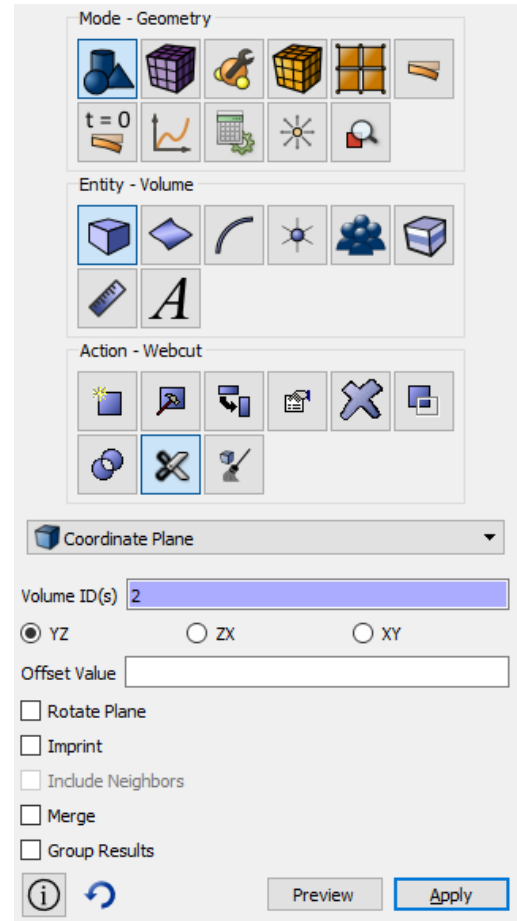 Mode - Geometry
t = 0
Entity - Volume
A
Action - Webcut
Coordinate Plane
Volume ID(s) 2
YZ ZX XY
Offset Value
Rotate Plane
Imprint
Include Neighbors
Merge
Group Results
Preview Apply